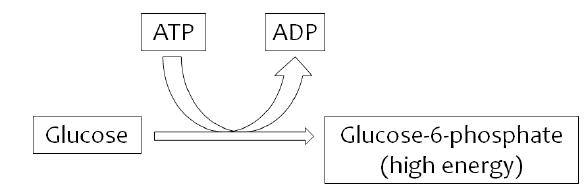 ATP
ADP
Glucose
Glucose-6-phosphate
(high energy)